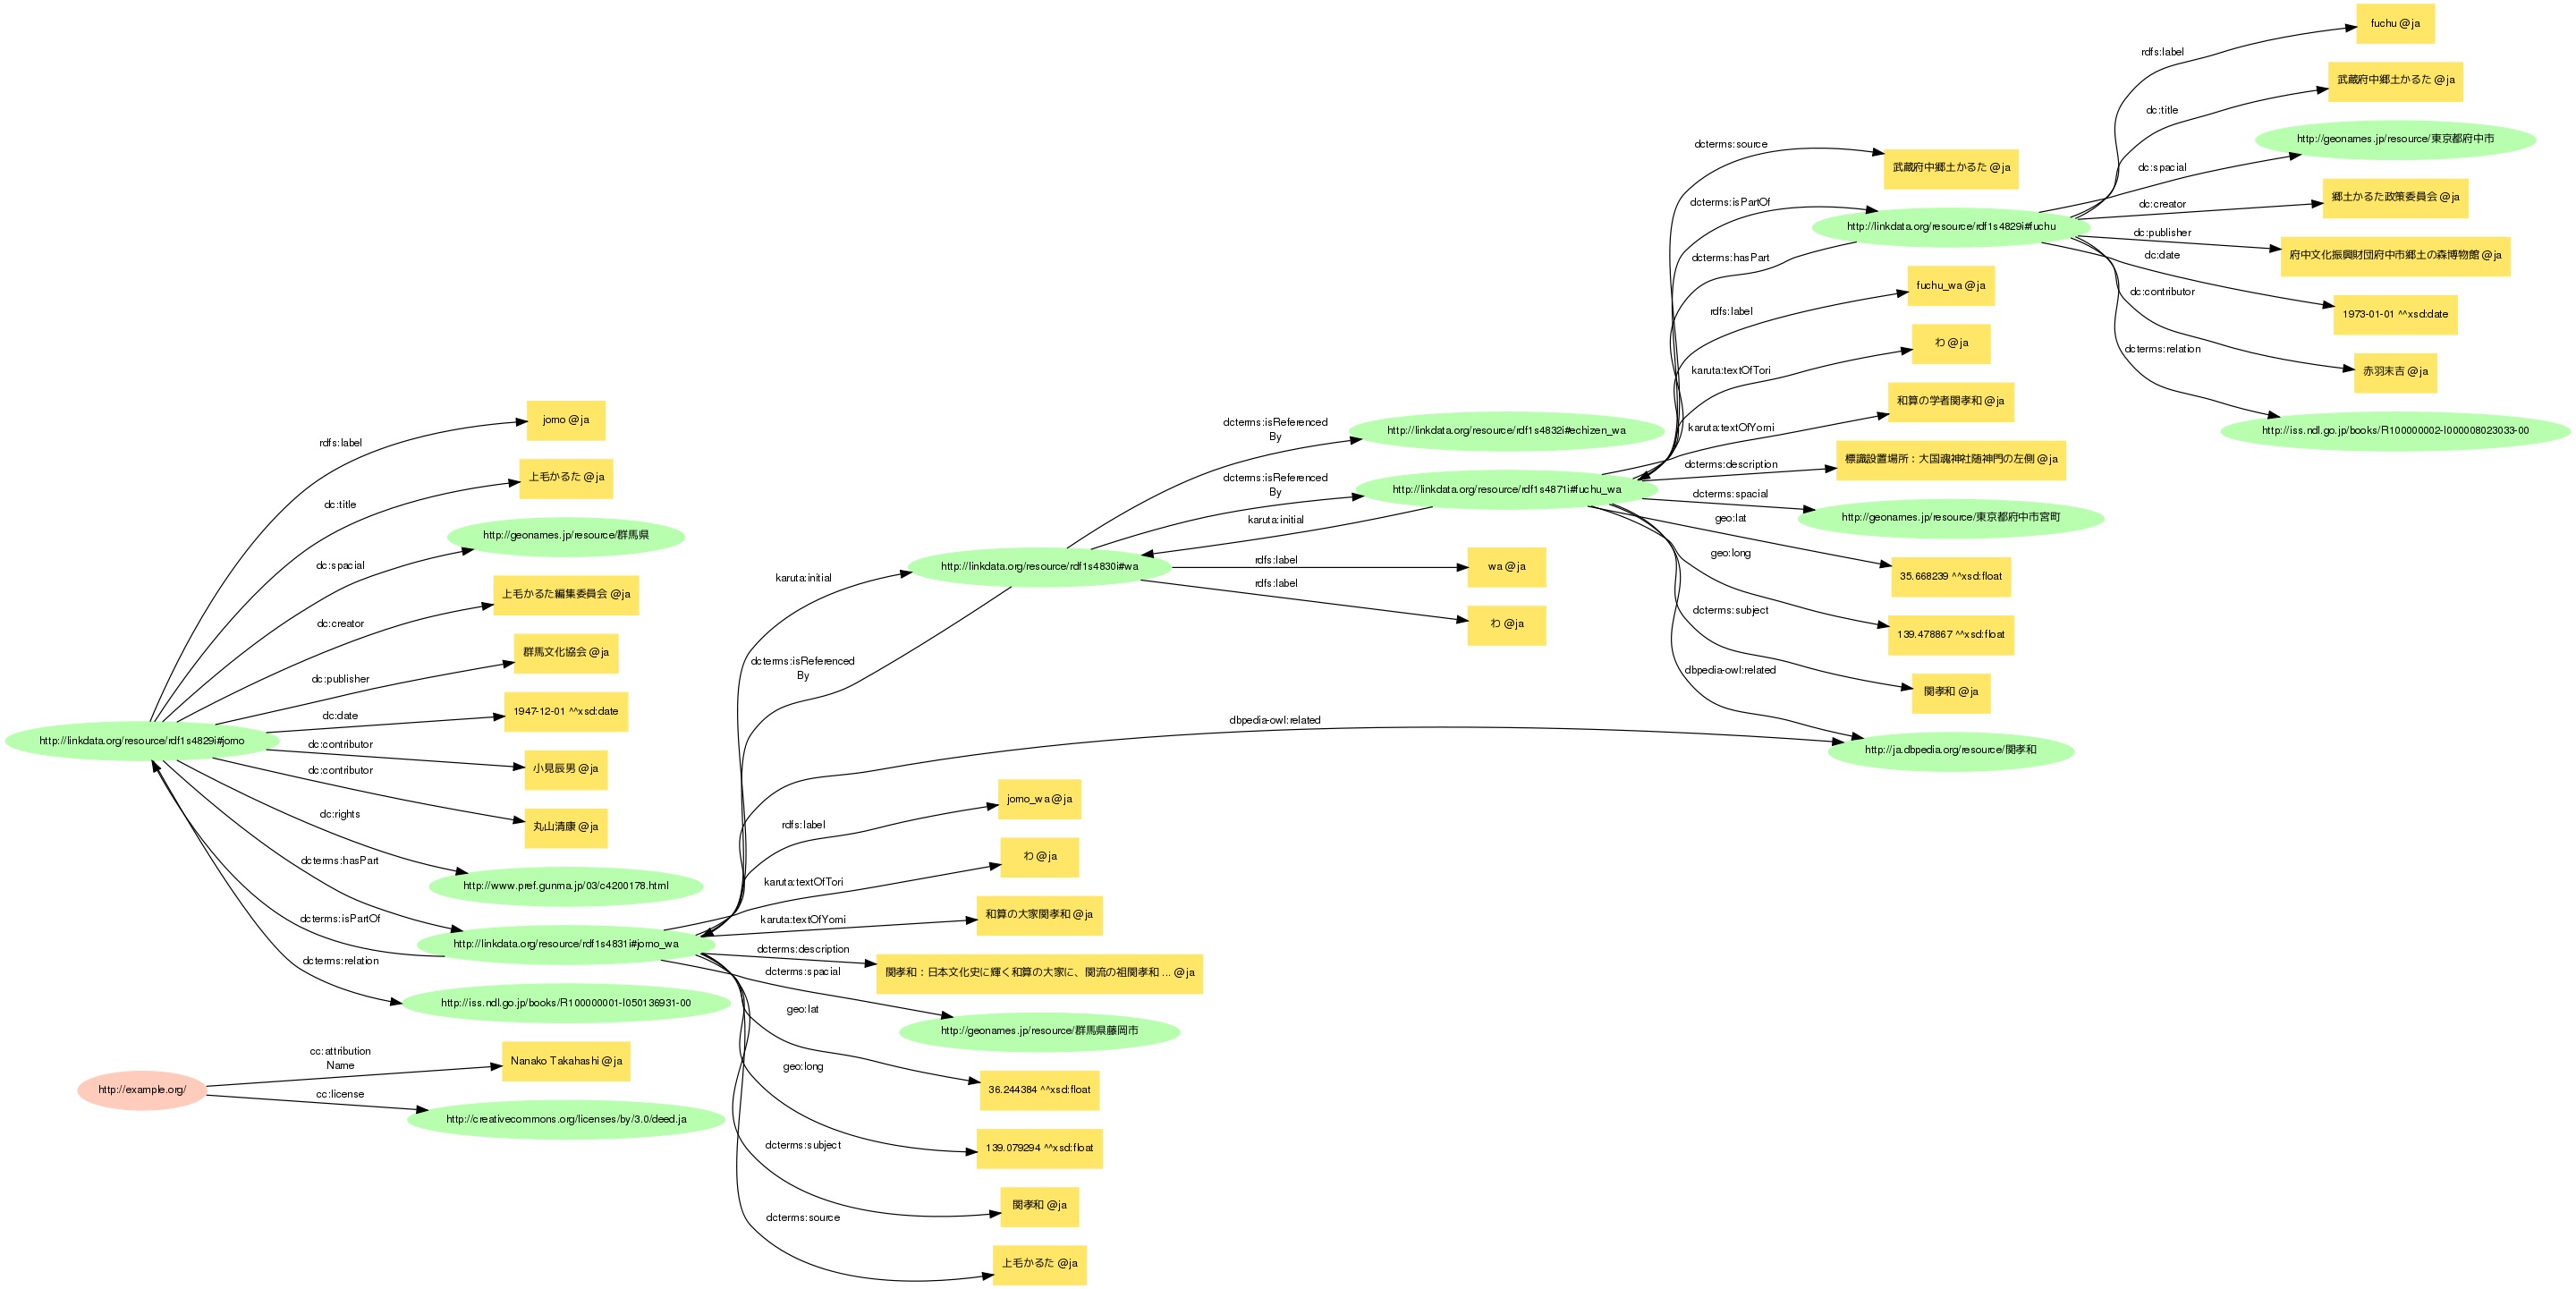 http://linkdata.org/resource/rdf1s4829i#jomo
rdfs:label
jomo @ja
dc:title
上毛かるた @ja
dc:spacial
http://geonames.jp/resource/群馬県
dc:creator
上毛かるた編集委員会 @ja
dc:publisher
群馬文化協会 @ja
dc:date
1947-12-01 ^^xsd:date
dc:contributor
小見辰男 @ja
dc:contributor
丸山清康 @ja
dc:rights
http://www.pref.gunma.jp/03/c4200178.html
dcterms:hasPart
http://linkdata.org/resource/rdf1s4831i#jomo_wa
dcterms:isPartOf
dcterms:relation
http://iss.ndl.go.jp/books/R100000001-I050136931-00
http://example.org/
cc:attribution
Name
Nanako Takahashi @ja
cc:license
http://creativecommons.org/licenses/by/3.0/deed.ja
karuta:initial
http://linkdata.org/resource/rdf1s4830i#wa
dcterms:isReferenced
By
dbpedia-owl:related
rdfs:label
jomo_wa @ja
karuta:textOfTori
わ @ja
karuta:textOfYomi
和算の大家関孝和 @ja
dcterms:description
関孝和：日本文化史に輝く和算の大家に、関流の祖関孝和 ... @ja
dcterms:spacial
http://geonames.jp/resource/群馬県藤岡市
geo:lat
36.244384 ^^xsd:float
geo:long
139.079294 ^^xsd:float
dcterms:subject
関孝和 @ja
dcterms:source
上毛かるた @ja
dcterms:isReferenced
By
http://linkdata.org/resource/rdf1s4832i#echizen_wa
dcterms:isReferenced
By
http://linkdata.org/resource/rdf1s4871i#fuchu_wa
karuta:initial
rdfs:label
wa @ja
rdfs:label
わ @ja
dcterms:source
武蔵府中郷土かるた @ja
dcterms:isPartOf
http://linkdata.org/resource/rdf1s4829i#fuchu
dcterms:hasPart
rdfs:label
fuchu_wa @ja
karuta:textOfTori
わ @ja
karuta:textOfYomi
和算の学者関孝和 @ja
dcterms:description
標識設置場所：大国魂神社随神門の左側 @ja
dcterms:spacial
http://geonames.jp/resource/東京都府中市宮町
geo:lat
35.668239 ^^xsd:float
geo:long
139.478867 ^^xsd:float
dcterms:subject
関孝和 @ja
dbpedia-owl:related
http://ja.dbpedia.org/resource/関孝和
rdfs:label
fuchu @ja
dc:title
武蔵府中郷土かるた @ja
dc:spacial
http://geonames.jp/resource/東京都府中市
dc:creator
郷土かるた政策委員会 @ja
dc:publisher
府中文化振興財団府中市郷土の森博物館 @ja
dc:date
1973-01-01 ^^xsd:date
dc:contributor
赤羽末吉 @ja
dcterms:relation
http://iss.ndl.go.jp/books/R100000002-I000008023033-00